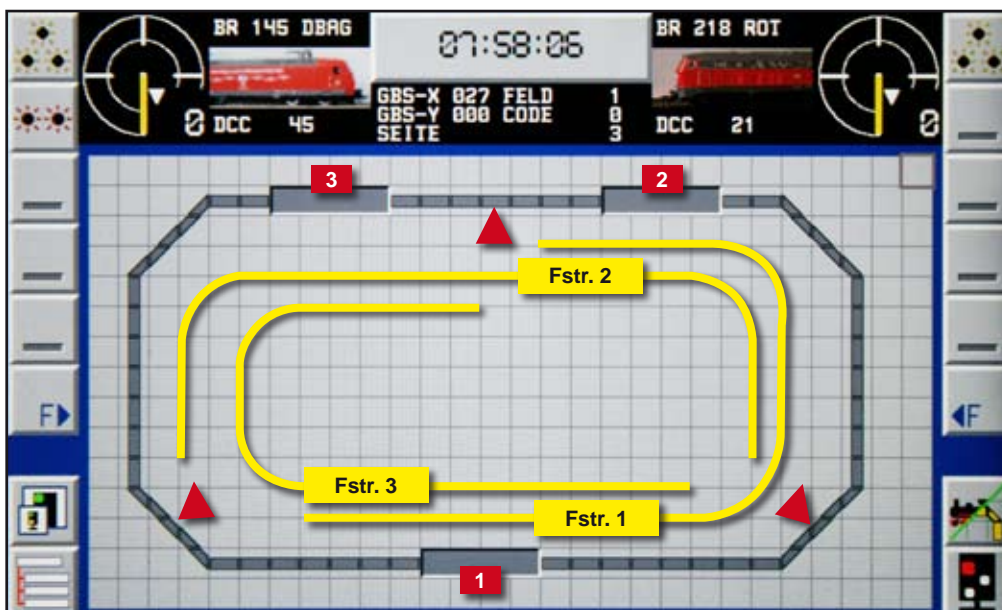 BR 145 DBAG
07:58:06
BR 218 ROT
GBS-X 027 FELD 1
GBS-Y 000 CODE 0
SEITE 3
0 DCC 45
DCC 21 0
3
2
Fstr. 2
F
F
Fstr. 3
Fstr. 1
1